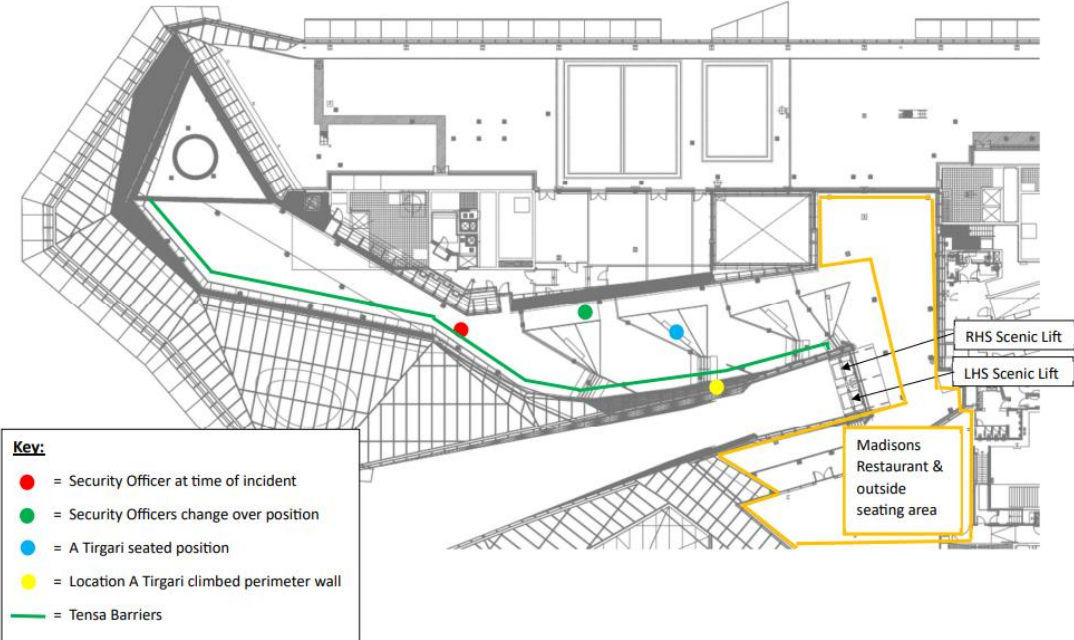 RHS Scenic Lift
LHS Scenic Lift
Madisons
Restaurant &
outside
seating area
Key:
= Security Officer at time of incident
= Security Officers change over position
= A Tirgari seated position
= Location A Tirgari climbed perimeter wall
= Tensa Barriers